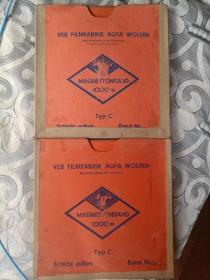 VEB FILMFABRIK AGFA WOLFEN
MAGNETTONBAND
1000 m
Typ C
Schicht außen
Band Nr.
VEB FILMFABRIK AGFA WOLFEN
MAGNETTONBAND
1000 m
Typ C
Schicht außen
Band Nr.